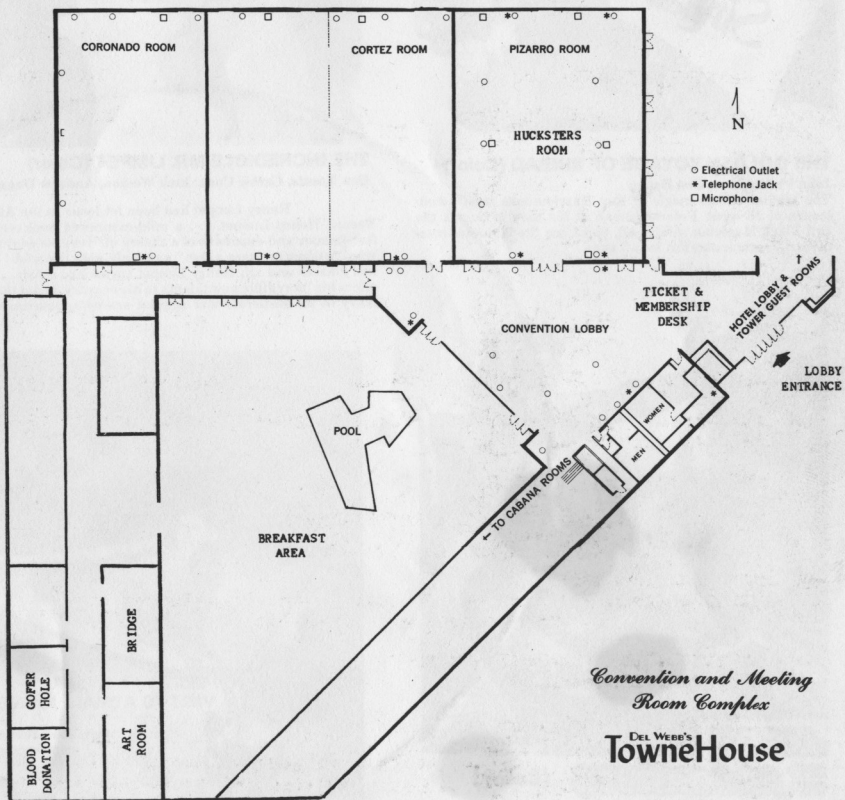 CORONADO ROOM
CORTEZ ROOM
PIZARRO ROOM
HUCKSTERS
ROOM
N
○ Electrical Outlet
* Telephone Jack
□ Microphone
TICKET &
MEMBERSHIP
DESK
HOTEL LOBBY &
TOWER GUEST ROOMS →
CONVENTION LOBBY
LOBBY
ENTRANCE
WOMEN
MEN
POOL
← TO CABANA ROOMS
BREAKFAST
AREA
BRIDGE
GOFER
HOLE
ART
ROOM
BLOOD
DONATION
Convention and Meeting
Room Complex
DEL WEBB'S
TowneHouse